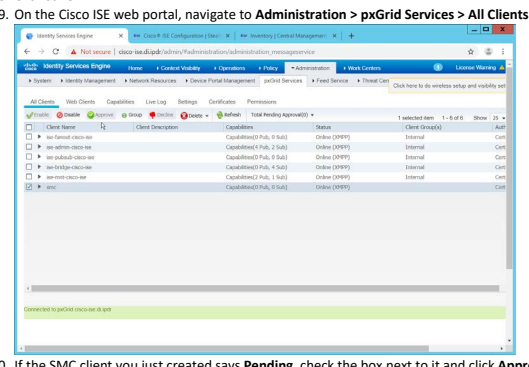 9. On the Cisco ISE web portal, navigate to Administration > pxGrid Services > All Clients
Identity Services Engine
Cisco ISE Configuration
Inventory | Central Management
Not secure | cisco-ise.di.ipdr/admin/#administration/administration_messageservice
cisco Identity Services Engine Home Context Visibility Operations Policy Administration Work Centers License Warning
System Identity Management Network Resources Device Portal Management pxGrid Services Feed Service Threat Cen
Click here to do wireless setup and visibility set
All Clients Web Clients Capabilities Live Log Settings Certificates Permissions
Enable Disable Approve Group Decline Delete Refresh Total Pending Approval(0) 1 selected item 1 - 6 of 6 Show 25
Client Name Client Description Capabilities Status Client Group(s) Auth
ise-fanout-cisco-ise Capabilities(0 Pub, 0 Sub) Online (XMPP) Internal Certi
ise-admin-cisco-ise Capabilities(4 Pub, 2 Sub) Online (XMPP) Internal Certi
ise-pubsub-cisco-ise Capabilities(0 Pub, 0 Sub) Online (XMPP) Internal Certi
ise-bridge-cisco-ise Capabilities(0 Pub, 4 Sub) Online (XMPP) Internal Certi
ise-mnt-cisco-ise Capabilities(2 Pub, 1 Sub) Online (XMPP) Internal Certi
smc Capabilities(0 Pub, 0 Sub) Online (XMPP) Certi
Connected to pxGrid cisco-ise.di.ipdr
0. If the SMC client you just created says Pending, check the box next to it and click Appro